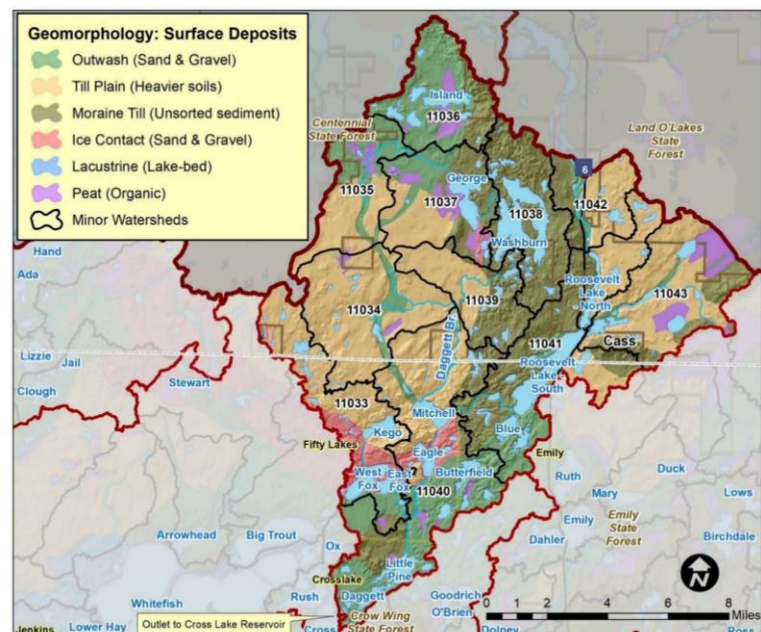 Geomorphology: Surface Deposits
Outwash (Sand & Gravel)
Till Plain (Heavier soils)
Moraine Till (Unsorted sediment)
Ice Contact (Sand & Gravel)
Lacustrine (Lake-bed)
Peat (Organic)
Minor Watersheds
Island
11036
Centennial
State Forest
Land O'Lakes
State
Forest
6
11035
George
11037
11038
11042
Washburn
Hand
Ada
Roosevelt
Lake
North
11043
11034
11039
Daggett Br.
11041
Cass
Roosevelt
Lake
South
Lizzie
Jail
Clough
Stewart
11033
Mitchell
Kego
Blue
Fifty Lakes
Eagle
Emily
West
Fox
East
Fox
Butterfield
11040
Ruth
Duck
Mary
Lows
Emily
Emily
State
Forest
Arrowhead
Big Trout
Ox
Dahler
Birchdale
Little
Pine
Crosslake
Rush
Daggett
Goodrich
O'Brien
Whitefish
N
Crow Wing
State Forest
0 2 4 6 8
Miles
Jenkins
Lower Hay
Outlet to Cross Lake Reservoir
Cross
Dolney
Ross